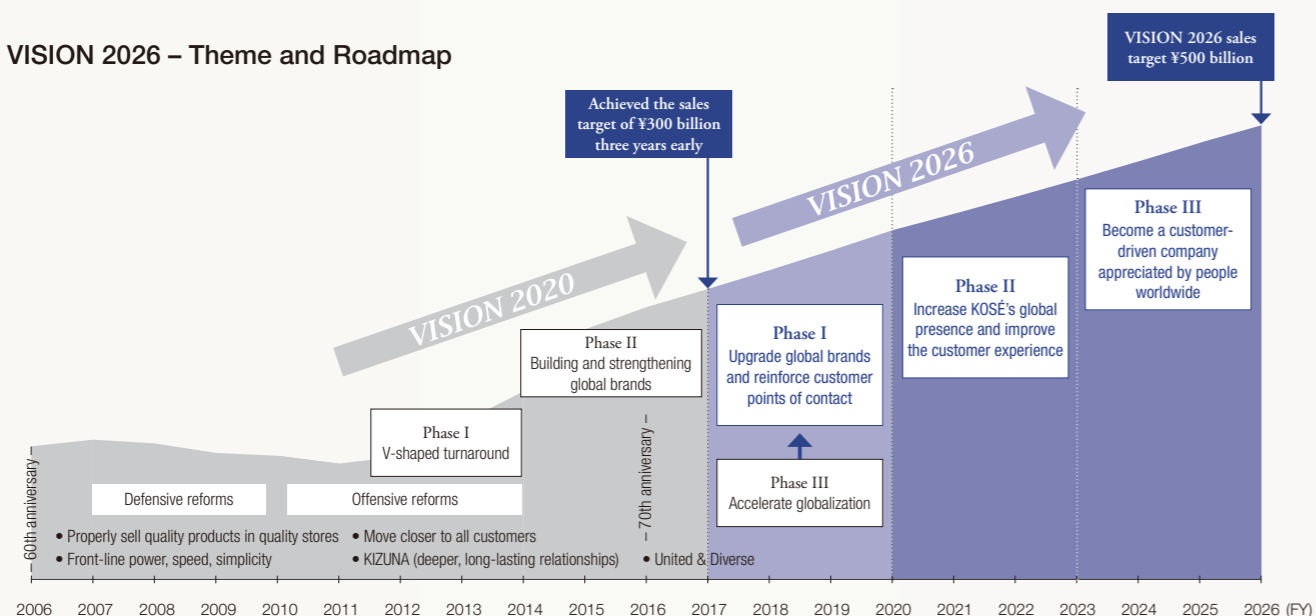 VISION 2026 – Theme and Roadmap
VISION 2026 sales
target ¥500 billion
Achieved the sales
target of ¥300 billion
three years early
VISION 2026
VISION 2020
Phase III
Become a customer-
driven company
appreciated by people
worldwide
Phase II
Increase KOSÉ’s global
presence and improve
the customer experience
Phase I
Upgrade global brands
and reinforce customer
points of contact
Phase II
Building and strengthening
global brands
Phase I
V-shaped turnaround
Phase III
Accelerate globalization
Defensive reforms
Offensive reforms
– 60th anniversary –
– 70th anniversary –
• Properly sell quality products in quality stores
• Front-line power, speed, simplicity
• Move closer to all customers
• KIZUNA (deeper, long-lasting relationships)
• United & Diverse
2006 2007 2008 2009 2010 2011 2012 2013 2014 2015 2016 2017 2018 2019 2020 2021 2022 2023 2024 2025 2026 (FY)